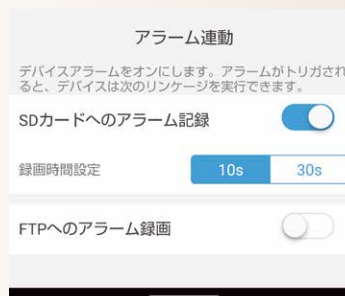 アラーム連動
デバイスアラームをオンにします。アラームがトリガされ
ると、デバイスは次のリンケージを実行できます。
SDカードへのアラーム記録
録画時間設定 10s 30s
FTPへのアラーム録画